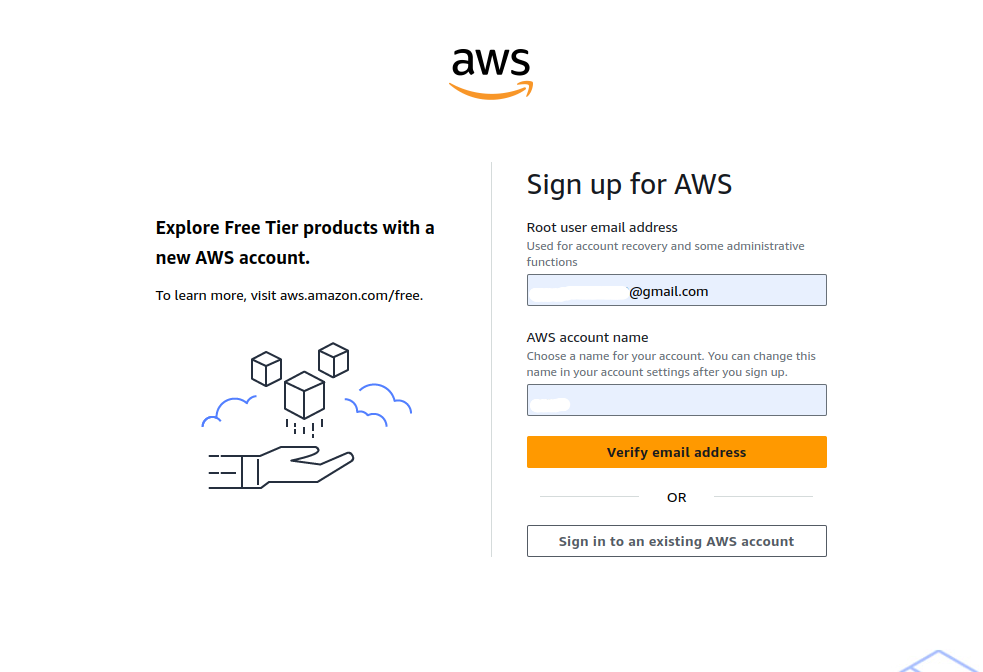 aws
Explore Free Tier products with a
new AWS account.
To learn more, visit aws.amazon.com/free.
Sign up for AWS
Root user email address
Used for account recovery and some administrative
functions
@gmail.com
AWS account name
Choose a name for your account. You can change this
name in your account settings after you sign up.
Verify email address
OR
Sign in to an existing AWS account